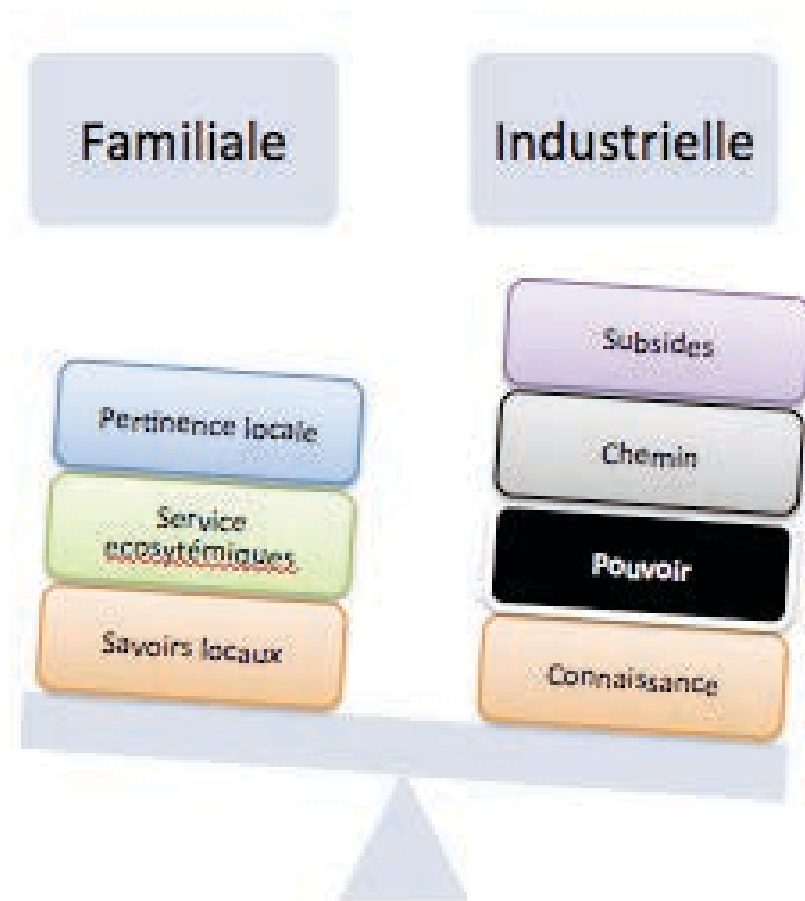 Familiale
Industrielle
Pertinence locale
Service
ecosytémiques
Savoirs locaux
Subsides
Chemin
Pouvoir
Connaissance